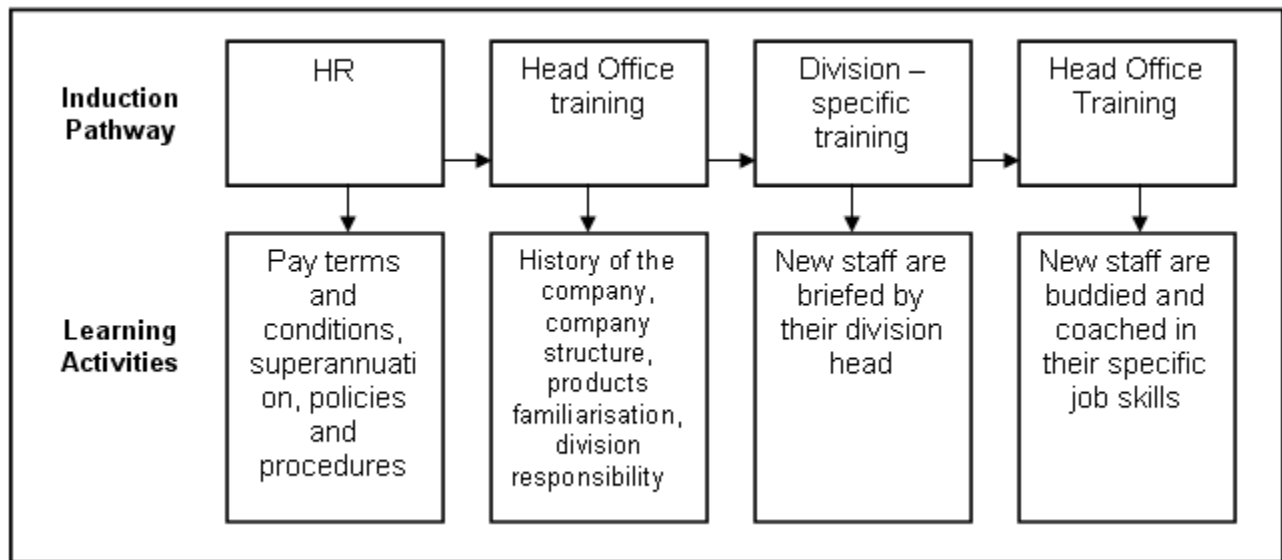 Induction
Pathway
HR
Head Office
training
Division –
specific
training
Head Office
Training
Learning
Activities
Pay terms
and
conditions,
superannuati
on, policies
and
procedures
History of the
company,
company
structure,
products
familiarisation,
division
responsibility
New staff are
briefed by
their division
head
New staff are
buddied and
coached in
their specific
job skills